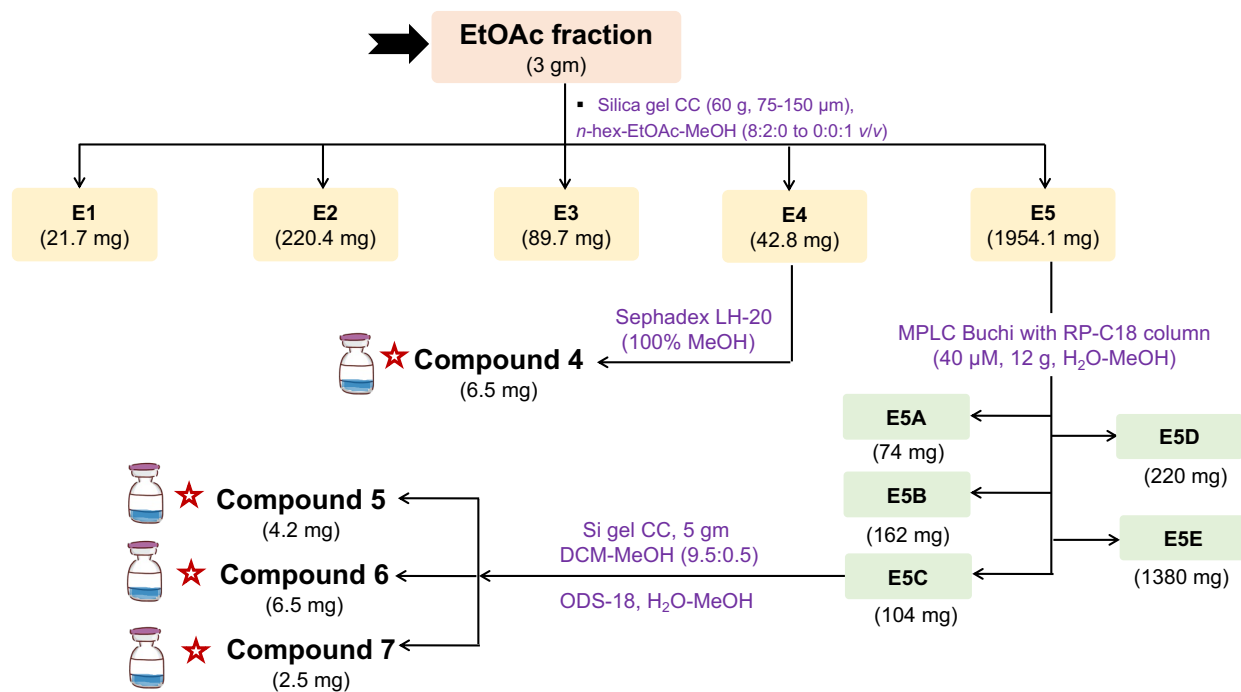 EtOAc fraction
(3 gm)
▪ Silica gel CC (60 g, 75-150 µm),
n-hex-EtOAc-MeOH (8:2:0 to 0:0:1 v/v)
E1
(21.7 mg)
E2
(220.4 mg)
E3
(89.7 mg)
E4
(42.8 mg)
E5
(1954.1 mg)
Sephadex LH-20
(100% MeOH)
Compound 4
(6.5 mg)
MPLC Buchi with RP-C18 column
(40 µM, 12 g, H₂O-MeOH)
E5A
(74 mg)
E5D
(220 mg)
E5B
(162 mg)
E5E
(1380 mg)
E5C
(104 mg)
Si gel CC, 5 gm
DCM-MeOH (9.5:0.5)
ODS-18, H₂O-MeOH
Compound 5
(4.2 mg)
Compound 6
(6.5 mg)
Compound 7
(2.5 mg)